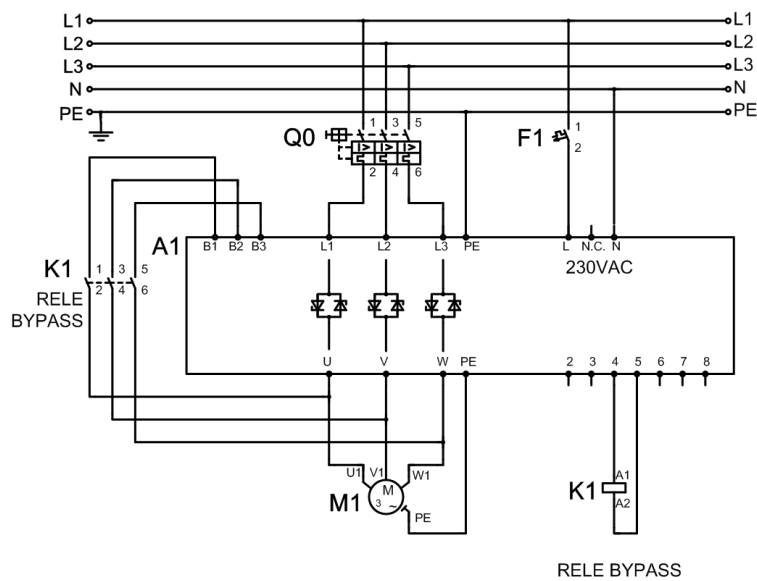 L1 L1
L2 L2
L3 L3
N N
PE PE
1 3 5 1
Q0 F1
2
I> I> I>
2 4 6
A1 B1 B2 B3 L1 L2 L3 PE L N.C. N
230VAC
K1 1 3 5
2 4 6
RELE
BYPASS
U V W PE 2 3 4 5 6 7 8
U1 V1 W1
M1 M
3 ~
PE
K1 A1
A2
RELE BYPASS